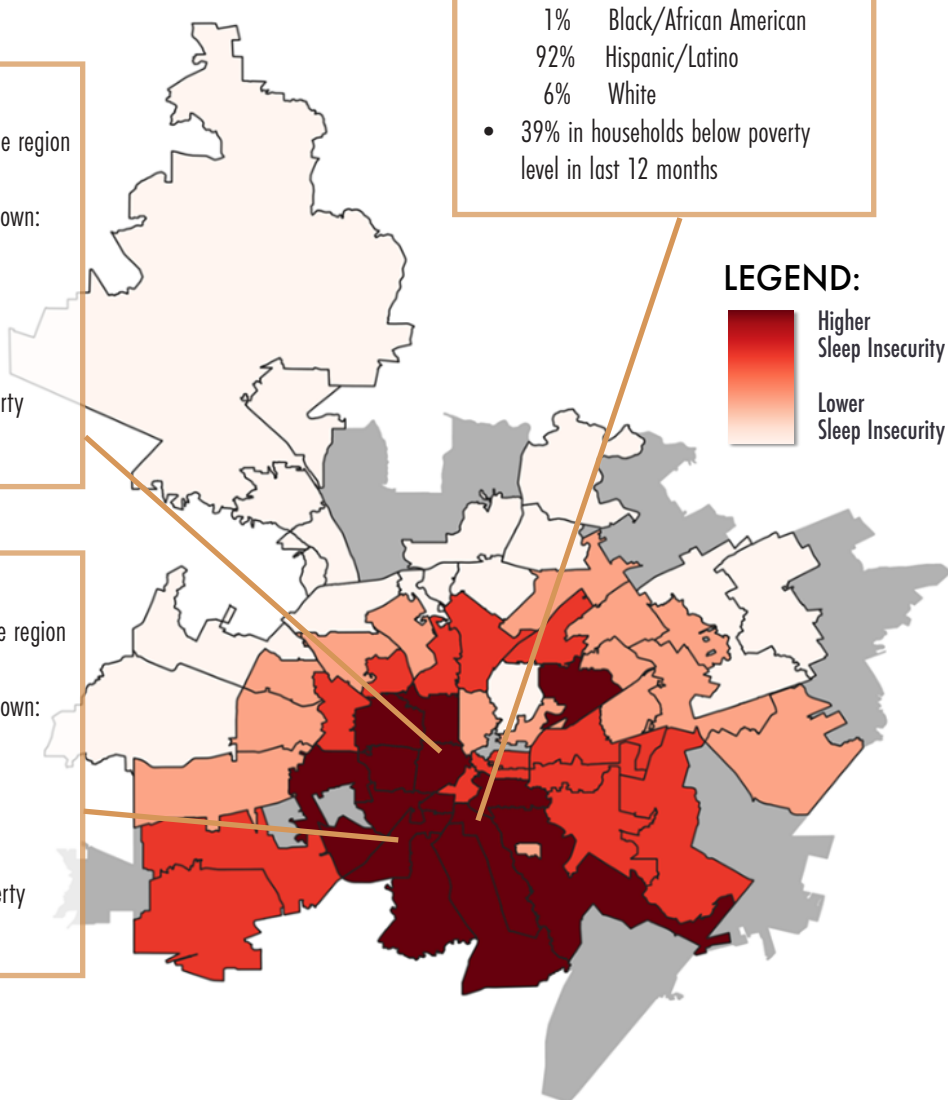 1% Black/African American
92% Hispanic/Latino
6% White
• 39% in households below poverty
level in last 12 months
e region
own:
rty
LEGEND:
Higher
Sleep Insecurity
Lower
Sleep Insecurity
e region
own:
erty